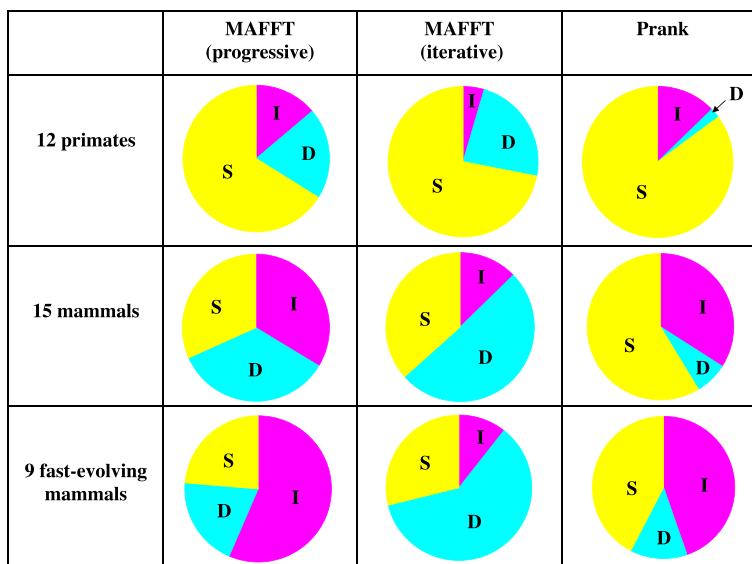 MAFFT
(progressive)
MAFFT
(iterative)
Prank
12 primates
I
D
S
I
D
S
I
D
S
15 mammals
S
I
D
S
I
D
I
S
D
9 fast-evolving
mammals
S
I
D
I
S
D
S
I
D